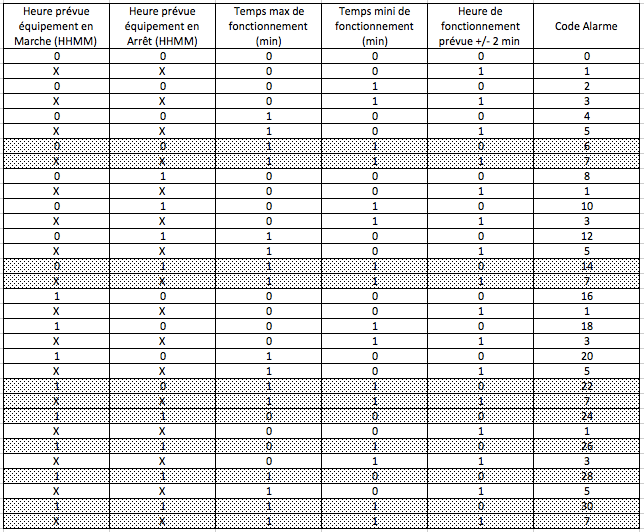 Heure prévue équipement en Marche (HHMM) Heure prévue équipement en Arrêt (HHMM) Temps max de fonctionnement (min) Temps mini de fonctionnement (min) Heure de fonctionnement prévue +/- 2 min Code Alarme
0 0 0 0 0 0
X X 0 0 1 1
0 0 0 1 0 2
X X 0 1 1 3
0 0 1 0 0 4
X X 1 0 1 5
0 0 1 1 0 6
X X 1 1 1 7
0 1 0 0 0 8
X X 0 0 1 1
0 1 0 1 0 10
X X 0 1 1 3
0 1 1 0 0 12
X X 1 0 1 5
0 1 1 1 0 14
X X 1 1 1 7
1 0 0 0 0 16
X X 0 0 1 1
1 0 0 1 0 18
X X 0 1 1 3
1 0 1 0 0 20
X X 1 0 1 5
1 0 1 1 0 22
X X 1 1 1 7
1 1 0 0 0 24
X X 0 0 1 1
1 1 0 1 0 26
X X 0 1 1 3
1 1 1 0 0 28
X X 1 0 1 5
1 1 1 1 0 30
X X 1 1 1 7